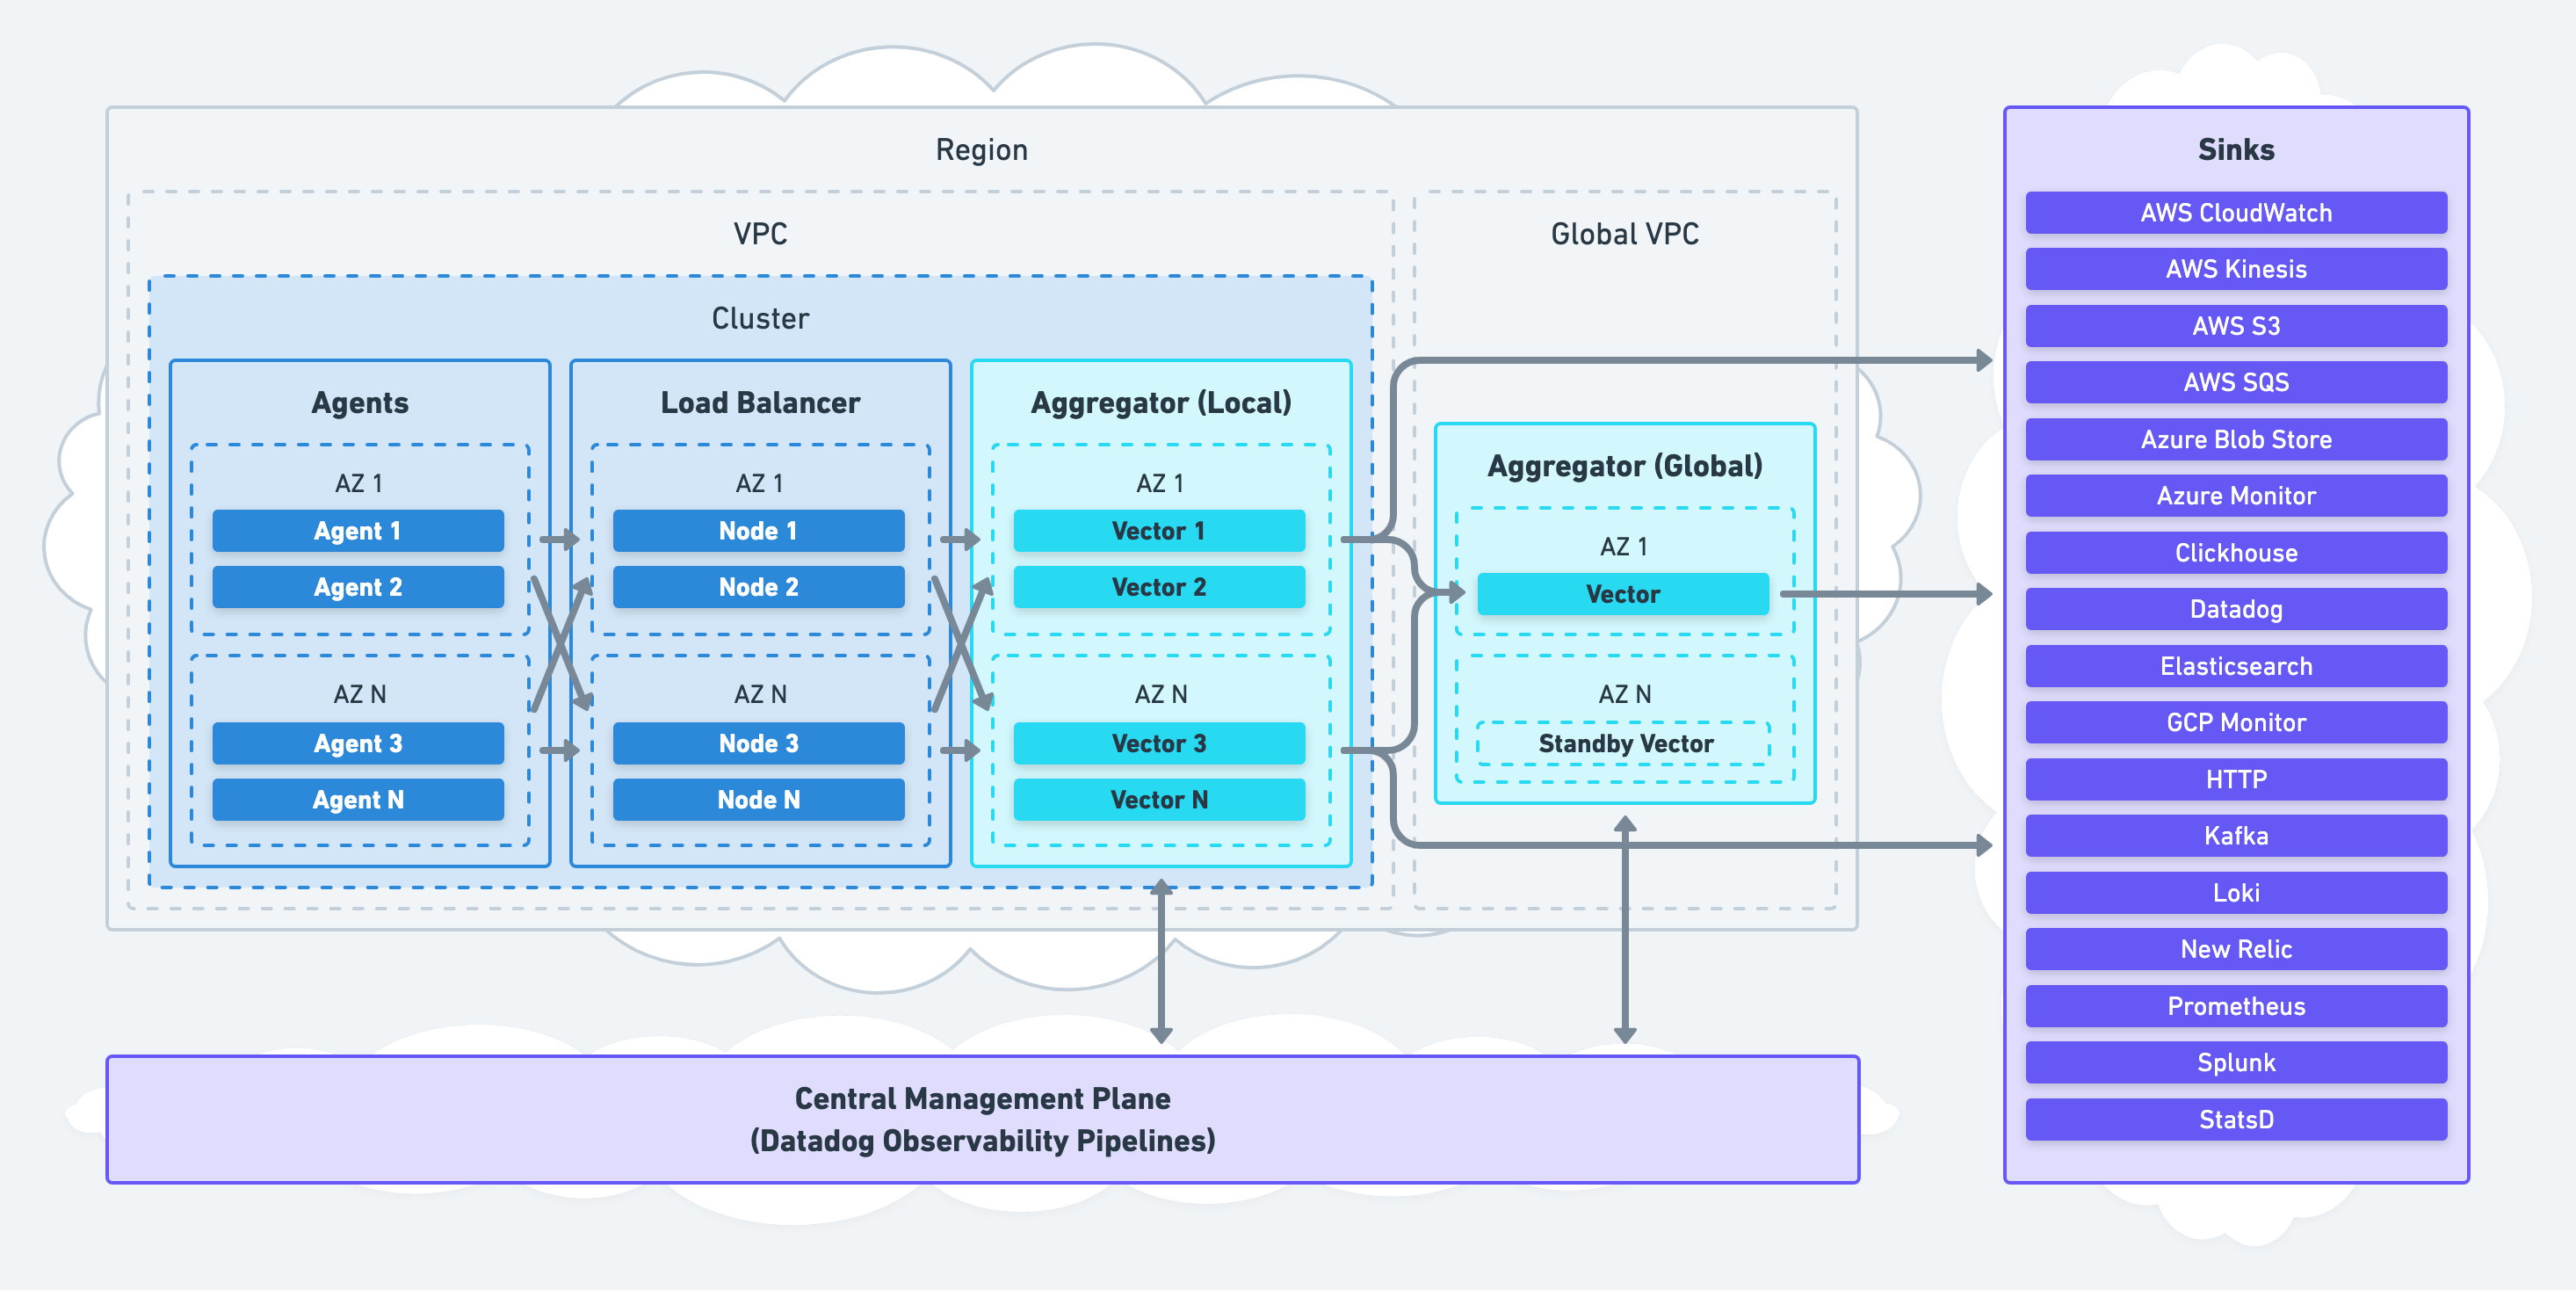 Region
VPC
Cluster
Agents
AZ 1
Agent 1
Agent 2
AZ N
Agent 3
Agent N
Load Balancer
AZ 1
Node 1
Node 2
AZ N
Node 3
Node N
Aggregator (Local)
AZ 1
Vector 1
Vector 2
AZ N
Vector 3
Vector N
Global VPC
Aggregator (Global)
AZ 1
Vector
AZ N
Standby Vector
Sinks
AWS CloudWatch
AWS Kinesis
AWS S3
AWS SQS
Azure Blob Store
Azure Monitor
Clickhouse
Datadog
Elasticsearch
GCP Monitor
HTTP
Kafka
Loki
New Relic
Prometheus
Splunk
StatsD
Central Management Plane
(Datadog Observability Pipelines)